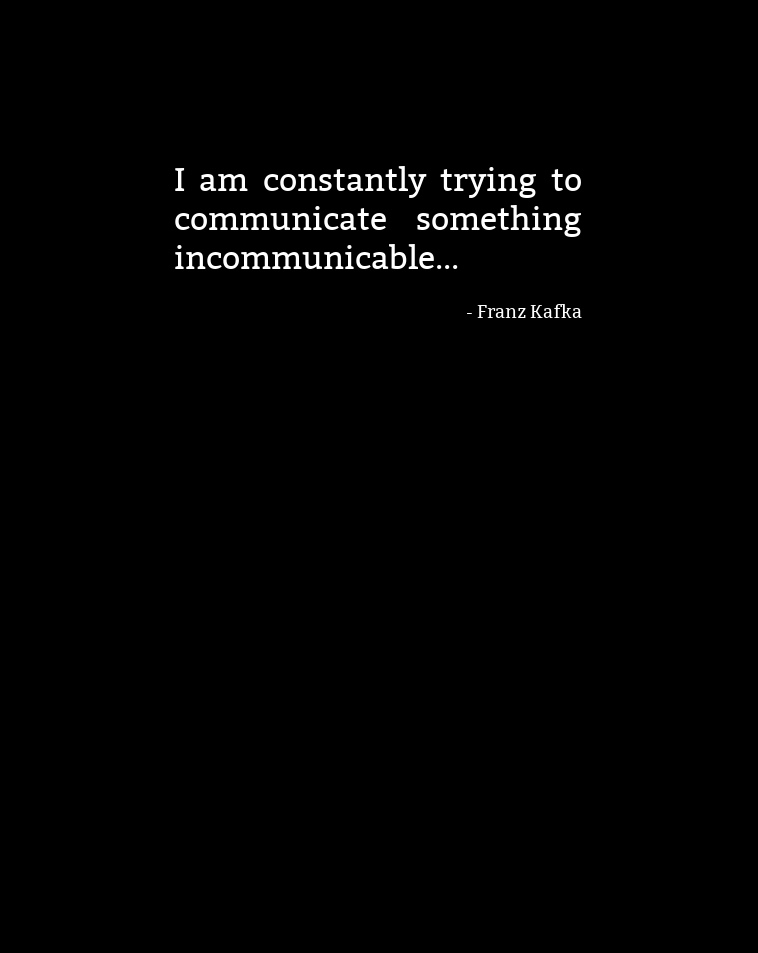 I am constantly trying to
communicate something
incommunicable...
- Franz Kafka